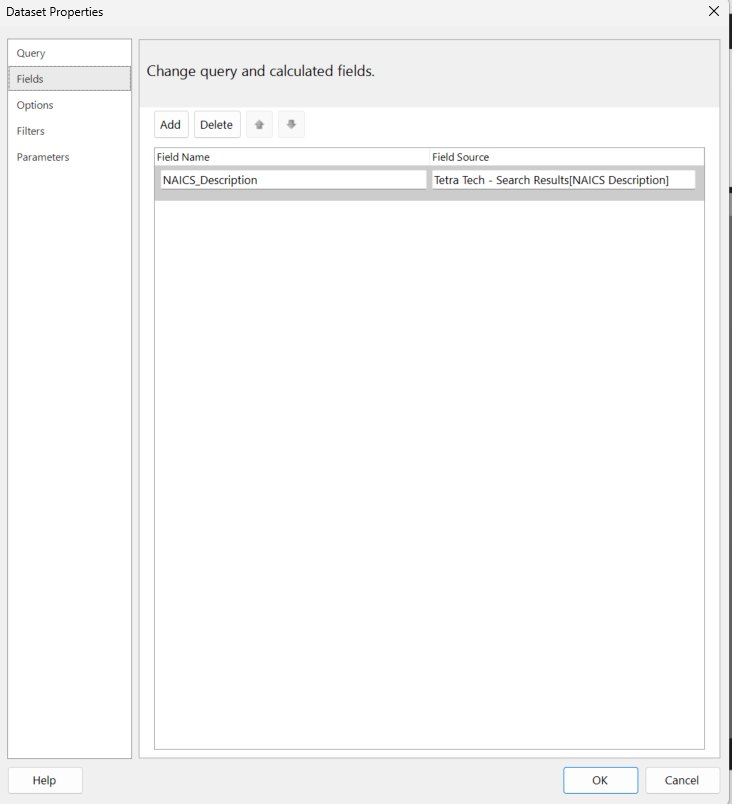 Dataset Properties
Query
Fields
Options
Filters
Parameters
Change query and calculated fields.
Add Delete
Field Name Field Source
NAICS_Description Tetra Tech - Search Results[NAICS Description]
Help OK Cancel